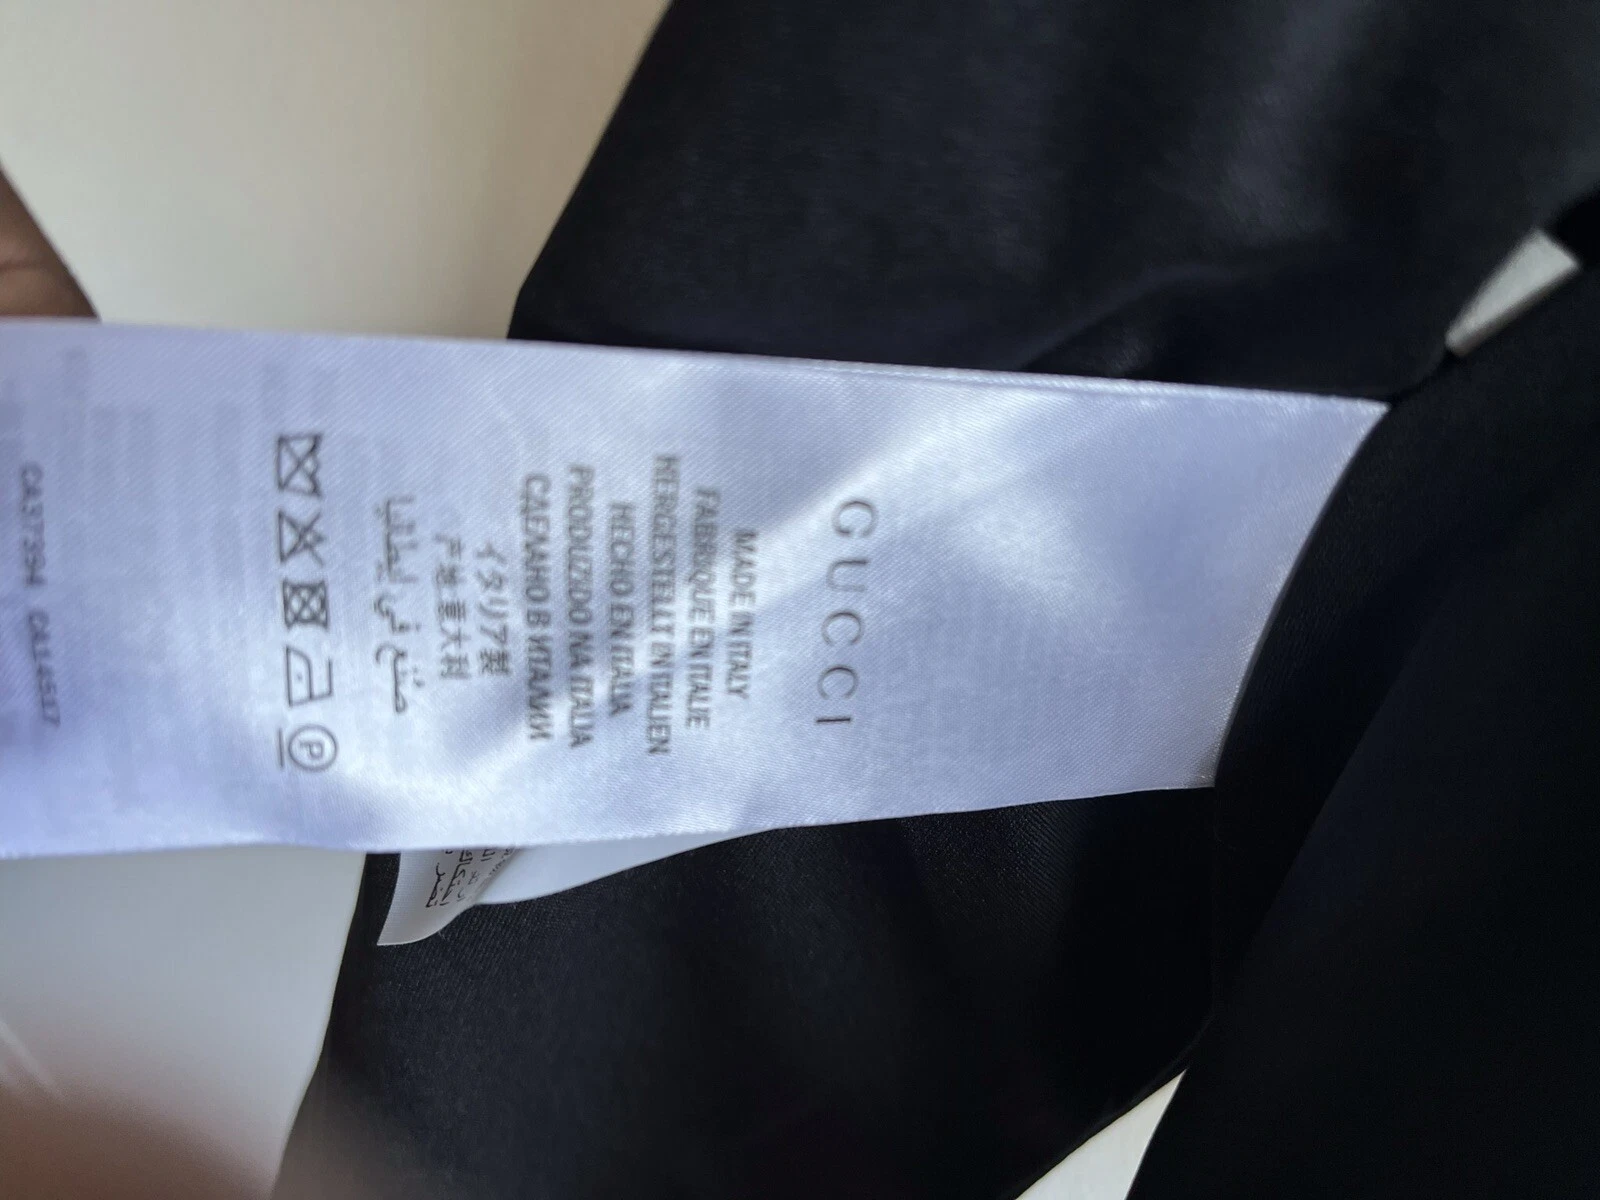 GUCCI
MADE IN ITALY
FABRIQUE EN ITALIE
HERGESTELLT IN ITALIEN
HECHO EN ITALIA
PRODUZIDO NA ITALIA
СДЕЛАНО В ИТАЛИИ
イタリア製
产地意大利
صنع في إيطاليا
P